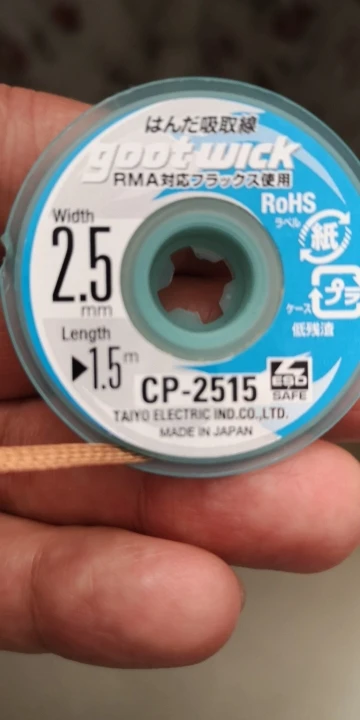 はんだ吸取線
goot wick
RMA対応フラックス使用
RoHS
ラベル
紙
Width
2.5
mm
プラ
ケース
低残渣
Length
▶1.5m
CP-2515
ESD
SAFE
TAIYO ELECTRIC IND.CO.,LTD.
MADE IN JAPAN